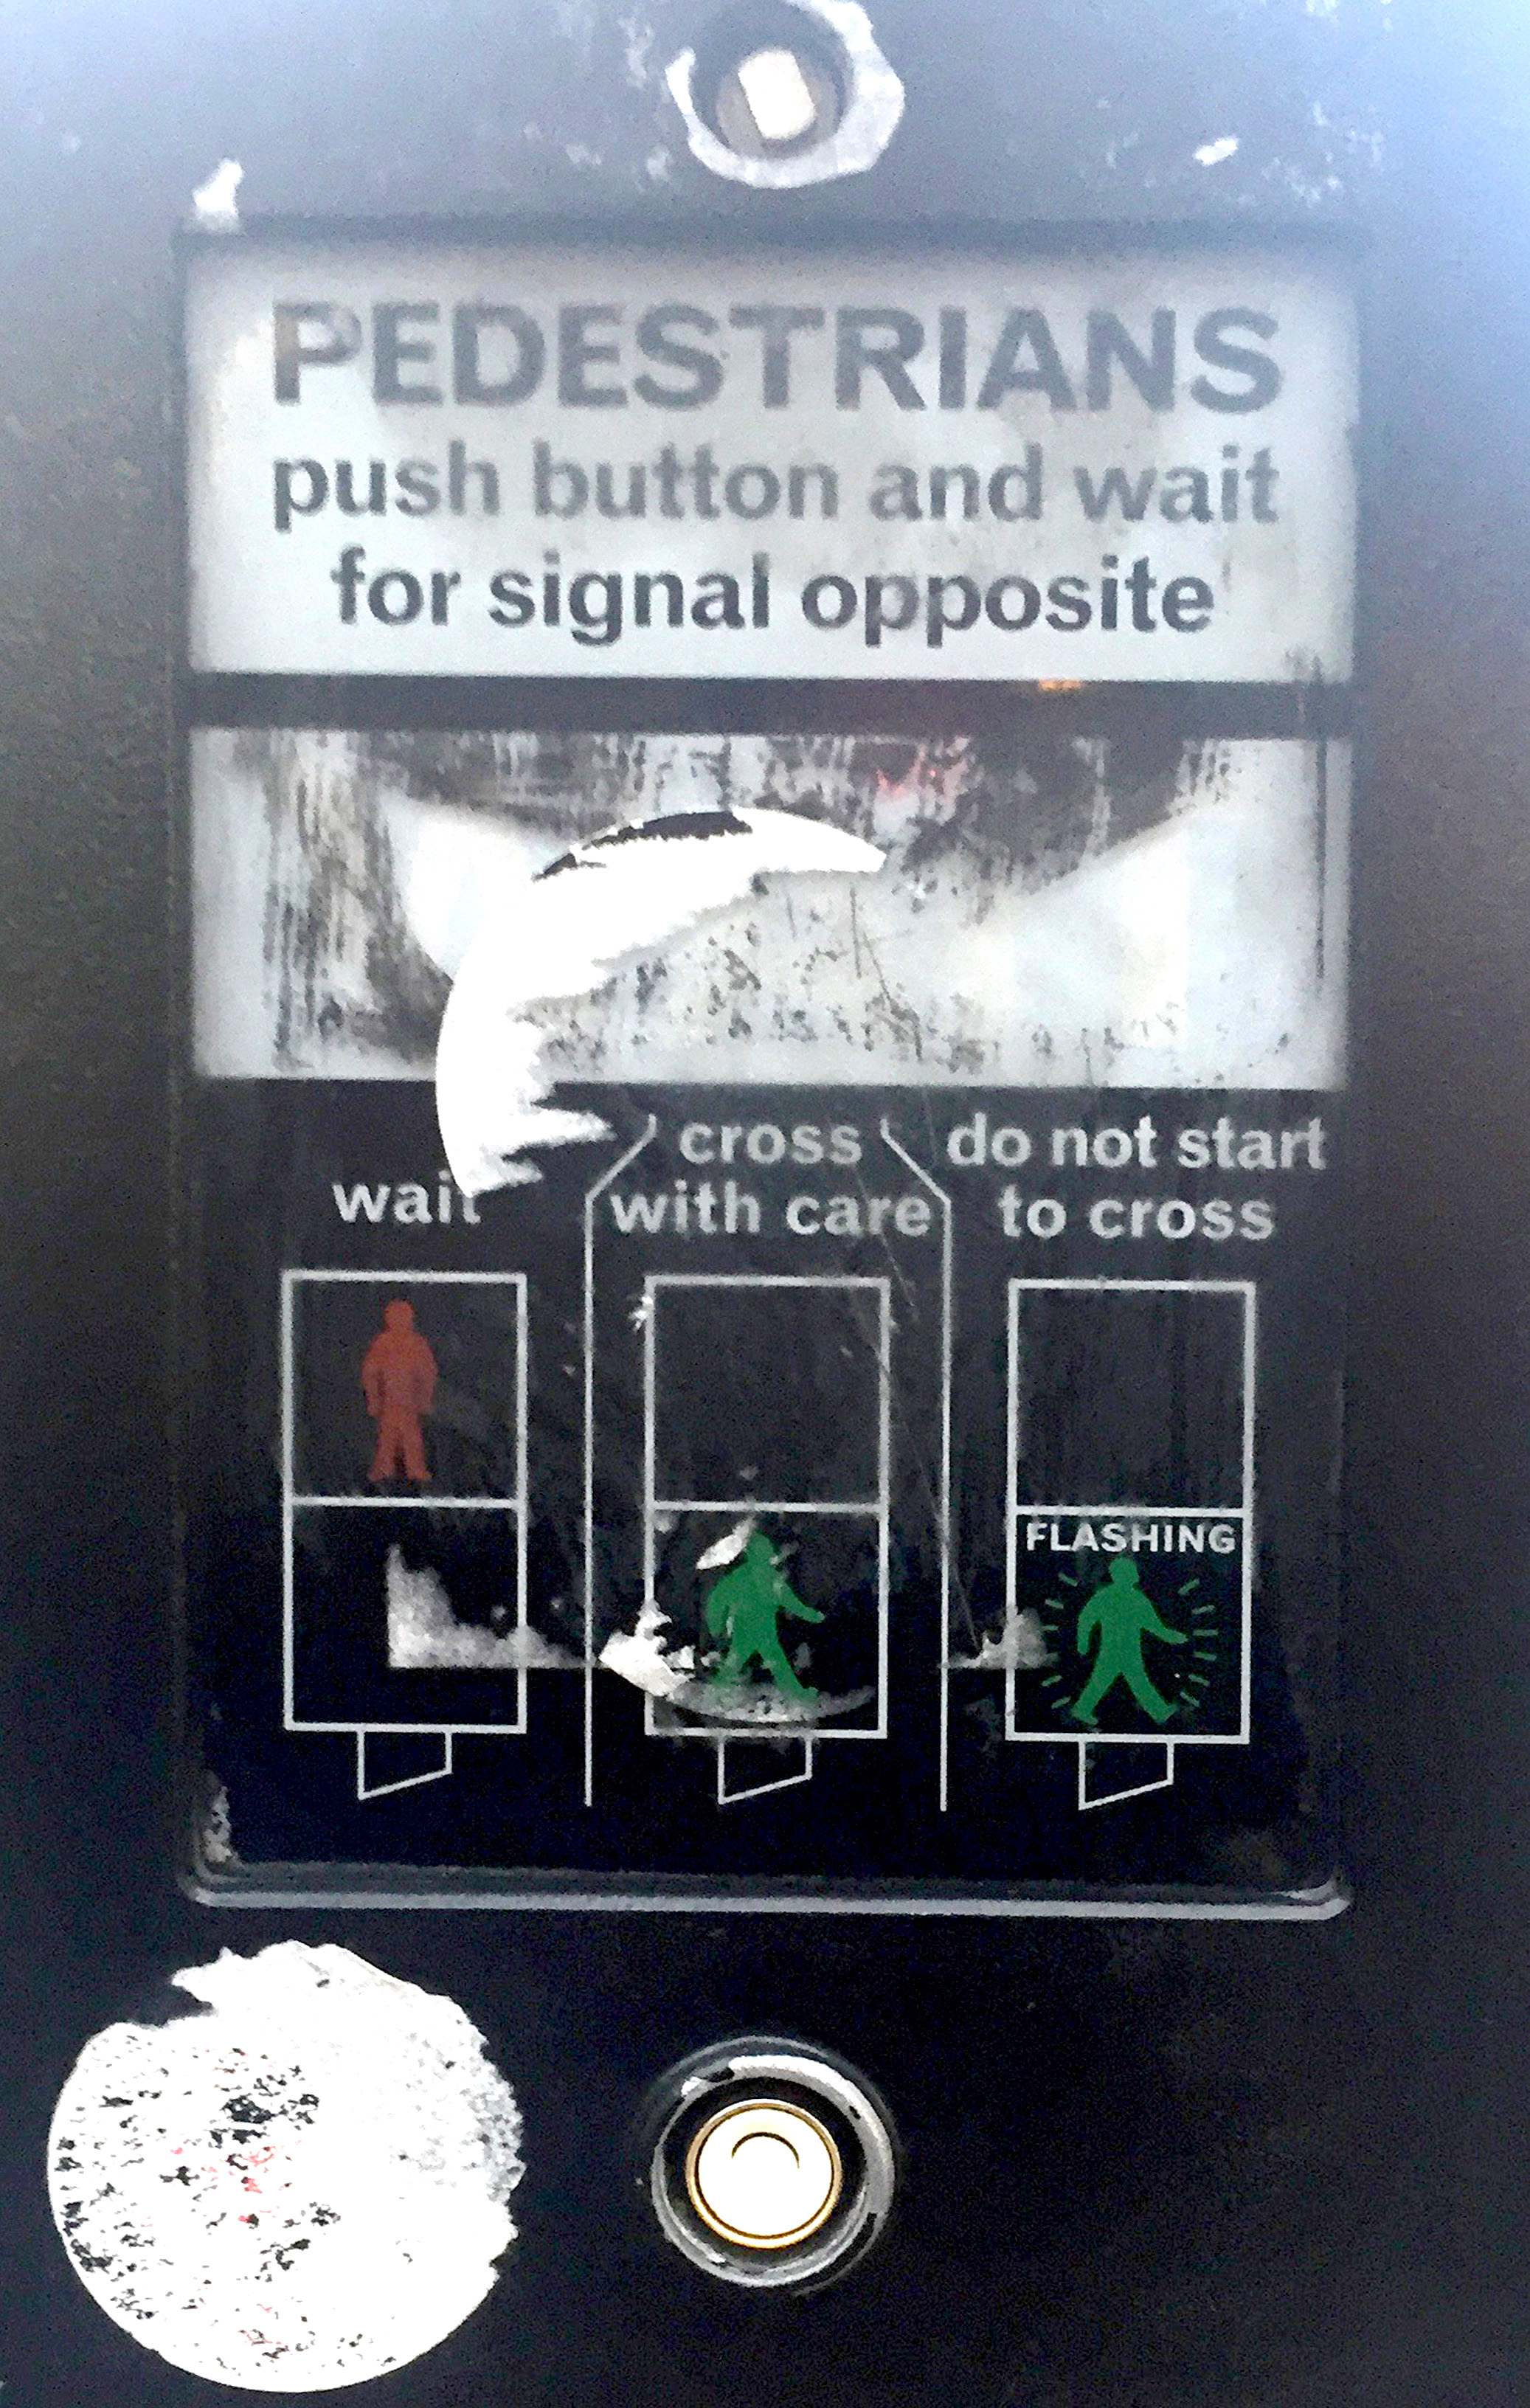 PEDESTRIANS
push button and wait
for signal opposite
wait
cross
with care
do not start
to cross
FLASHING